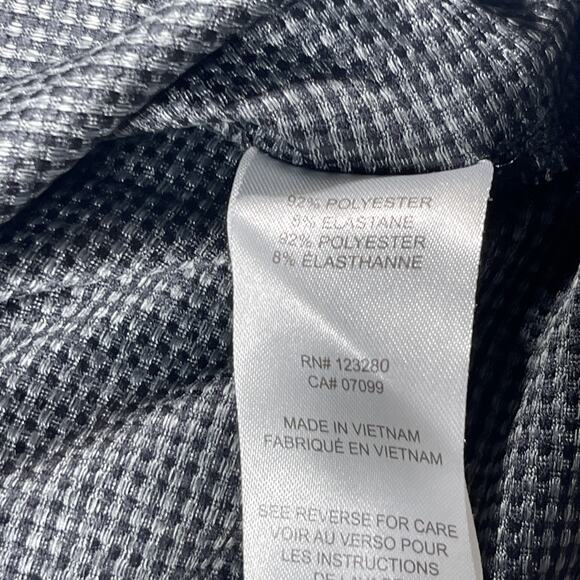 92% POLYESTER
8% ELASTANE
92% POLYESTER
8% ÉLASTHANNE
RN# 123280
CA# 07099
MADE IN VIETNAM
FABRIQUÉ EN VIETNAM
SEE REVERSE FOR CARE
VOIR AU VERSO POUR
LES INSTRUCTIONS